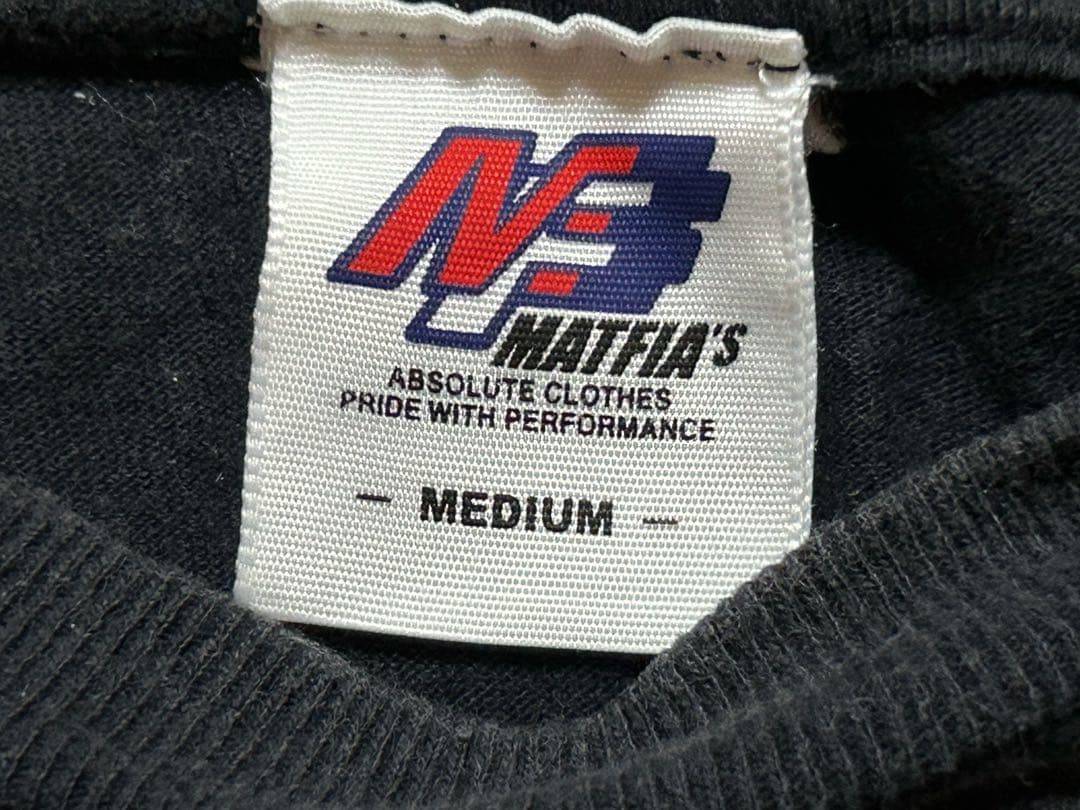 MATFIA'S
ABSOLUTE CLOTHES
PRIDE WITH PERFORMANCE
— MEDIUM —